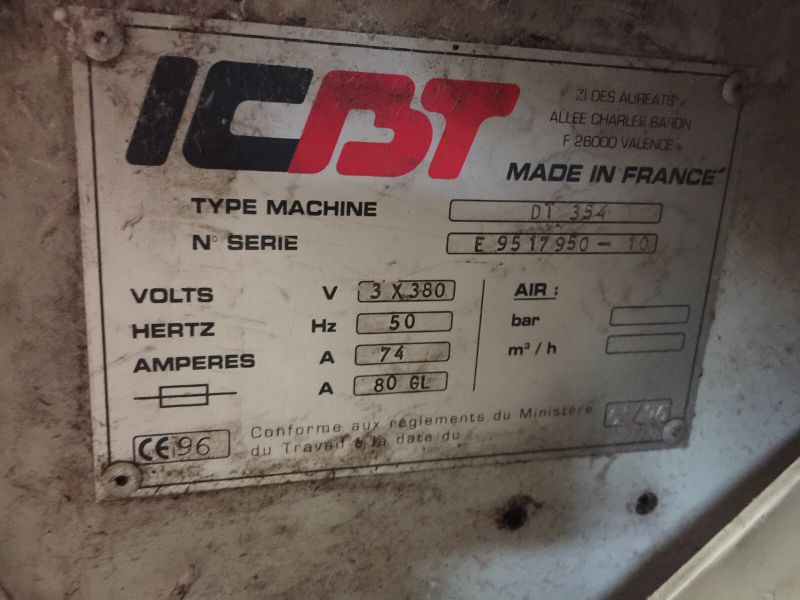 ICBT
ZI.DES AUREATS
ALLEE CHARLES BARON
F 26000 VALENCE
MADE IN FRANCE
TYPE MACHINE DT 354
N° SERIE E 9517950-10
VOLTS V 3 X 380
HERTZ Hz 50
AMPERES A 74
A 80 GL
AIR :
bar
m³/h
CE 96
Conforme aux règlements du Ministère
du Travail à la date du